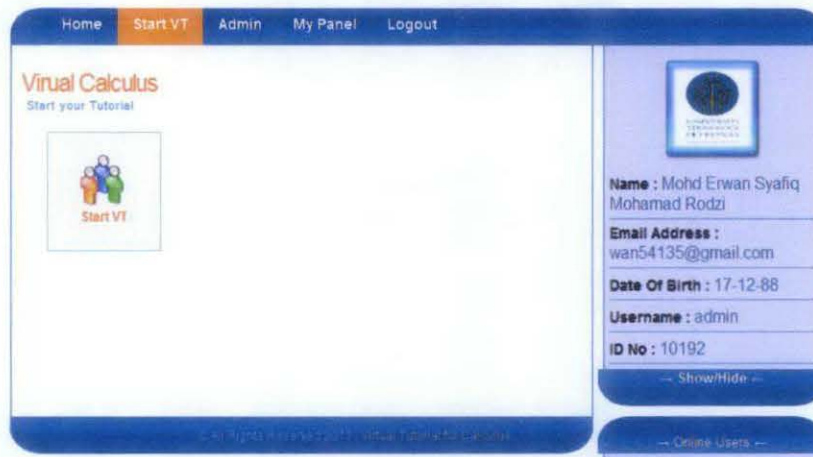 Home Start VT Admin My Panel Logout
Virual Calculus
Start your Tutorial
Start VT
Name : Mohd Erwan Syafiq
Mohamad Rodzi
Email Address :
wan54135@gmail.com
Date Of Birth : 17-12-88
Username : admin
ID No : 10192
-- Show/Hide --
-- Online Users --